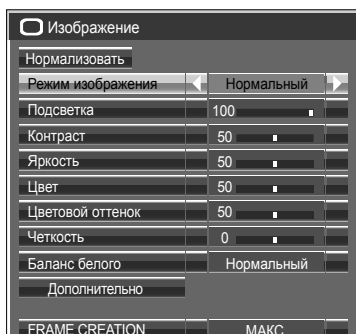 Изображение
Нормализовать
Режим изображения Нормальный
Подсветка 100
Контраст 50
Яркость 50
Цвет 50
Цветовой оттенок 50
Четкость 0
Баланс белого Нормальный
Дополнительно
FRAME CREATION МАКС